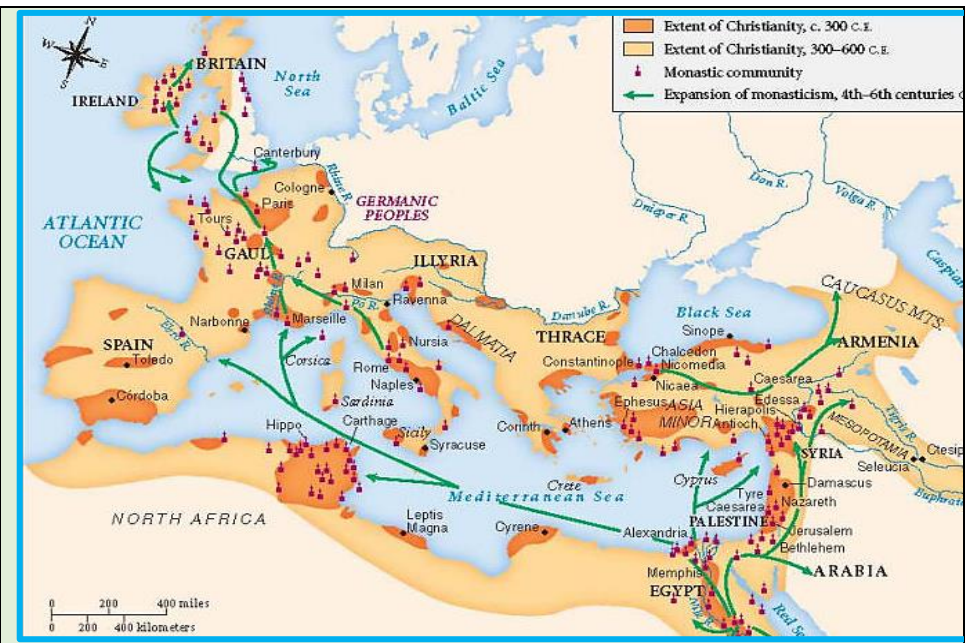 Extent of Christianity, c. 300 C.E.
Extent of Christianity, 300–600 C.E.
Monastic community
Expansion of monasticism, 4th–6th centuries
N
W
E
S
BRITAIN
North
Sea
Baltic Sea
IRELAND
Canterbury
Cologne
Rhine R.
GERMANIC
PEOPLES
Dnieper R.
Don R.
Volga R.
Paris
ATLANTIC
OCEAN
Tours
GAUL
ILLYRIA
Caspian
Milan
Po R.
Ravenna
Danube R.
Black Sea
CAUCASUS MTS.
Narbonne
Marseille
Nursia
DALMATIA
THRACE
Sinope
ARMENIA
Ebro R.
SPAIN
Toledo
Corsica
Rome
Naples
Constantinople
Chalcedon
Nicomedia
Nicaea
Caesarea
Edessa
Córdoba
Sardinia
Ephesus
ASIA
MINOR
Hierapolis
Antioch
Tigris R.
MESOPOTAMIA
Hippo
Carthage
Sicily
Syracuse
Corinth
Athens
SYRIA
Seleucia
Ctesip
Crete
Cyprus
Damascus
Euphrat
Mediterranean Sea
Tyre
Caesarea
Nazareth
NORTH AFRICA
Leptis
Magna
Cyrene
Alexandria
PALESTINE
Jerusalem
Bethlehem
Memphis
ARABIA
EGYPT
Nile R.
Red Se
0 200 400 miles
0 200 400 kilometers